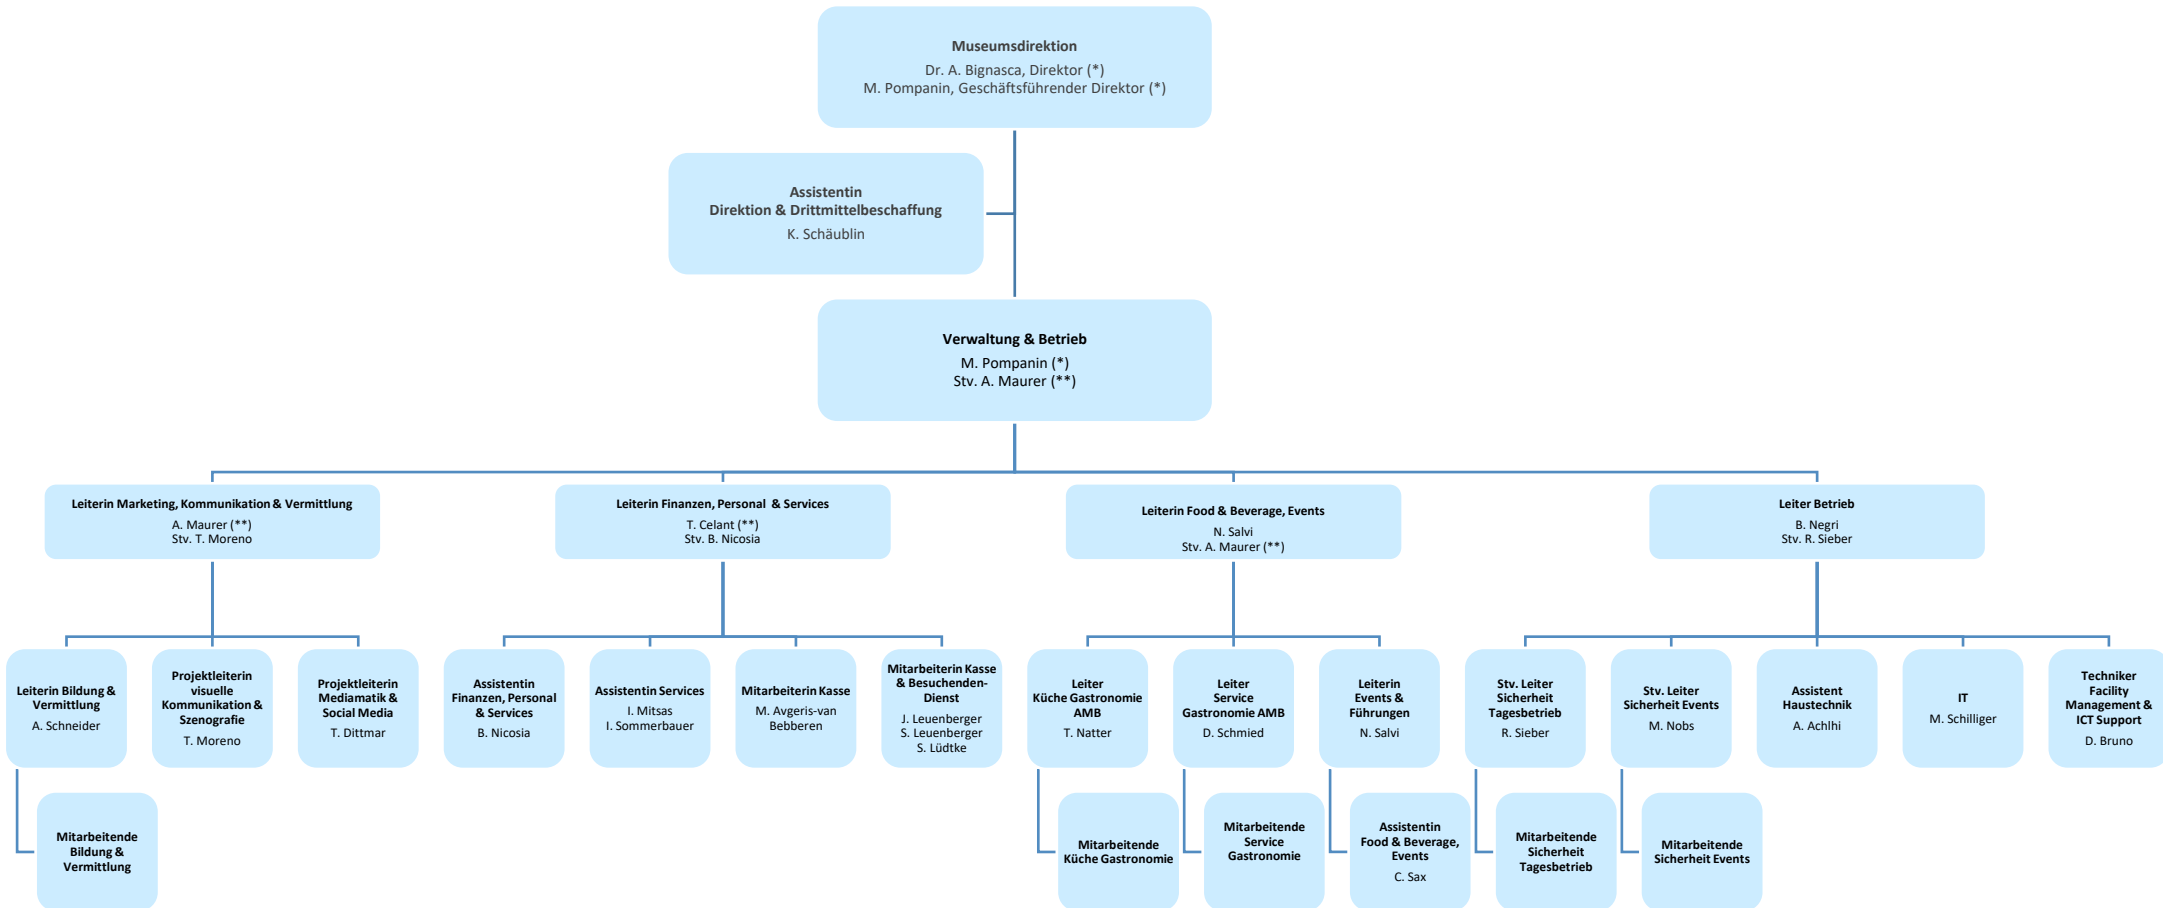 Museumsdirektion
Dr. A. Bignasca, Direktor (*)
M. Pompanin, Geschäftsführender Direktor (*)
Assistentin
Direktion & Drittmittelbeschaffung
K. Schäublin
Verwaltung & Betrieb
M. Pompanin (*)
Stv. A. Maurer (**)
Leiterin Marketing, Kommunikation & Vermittlung
A. Maurer (**)
Stv. T. Moreno
Leiterin Finanzen, Personal & Services
T. Celant (**)
Stv. B. Nicosia
Leiterin Food & Beverage, Events
N. Salvi
Stv. A. Maurer (**)
Leiter Betrieb
B. Negri
Stv. R. Sieber
Leiterin Bildung &
Vermittlung
A. Schneider
Projektleiterin
visuelle
Kommunikation &
Szenografie
T. Moreno
Projektleiterin
Mediamatik &
Social Media
T. Dittmar
Assistentin
Finanzen, Personal
& Services
B. Nicosia
Assistentin Services
I. Mitsas
I. Sommerbauer
Mitarbeiterin Kasse
M. Avgeris-van
Bebberen
Mitarbeiterin Kasse
& Besuchenden-
Dienst
J. Leuenberger
S. Leuenberger
S. Lüdtke
Leiter
Küche Gastronomie
AMB
T. Natter
Leiter
Service
Gastronomie AMB
D. Schmied
Leiterin
Events &
Führungen
N. Salvi
Stv. Leiter
Sicherheit
Tagesbetrieb
R. Sieber
Stv. Leiter
Sicherheit Events
M. Nobs
Assistent
Haustechnik
A. Achlhi
IT
M. Schilliger
Techniker
Facility
Management &
ICT Support
D. Bruno
Mitarbeitende
Bildung &
Vermittlung
Mitarbeitende
Küche Gastronomie
Mitarbeitende
Service
Gastronomie
Assistentin
Food & Beverage,
Events
C. Sax
Mitarbeitende
Sicherheit
Tagesbetrieb
Mitarbeitende
Sicherheit Events